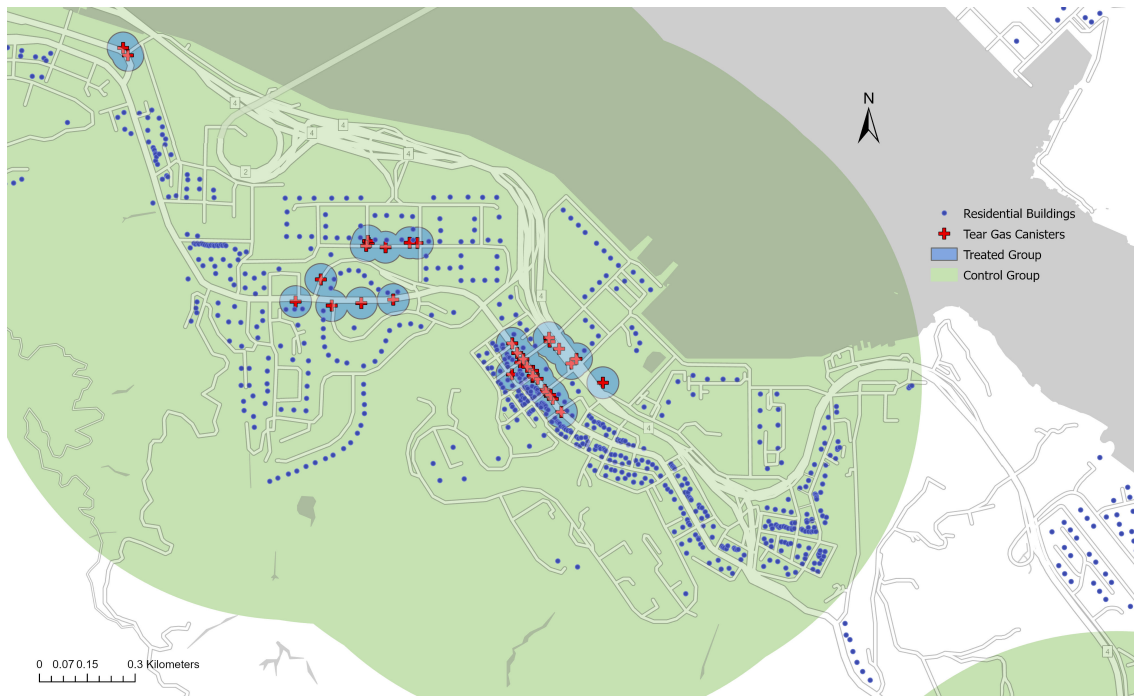 4
4
4
2
N
Residential Buildings
Tear Gas Canisters
Treated Group
Control Group
4
4
4
0 0.07 0.15 0.3 Kilometers